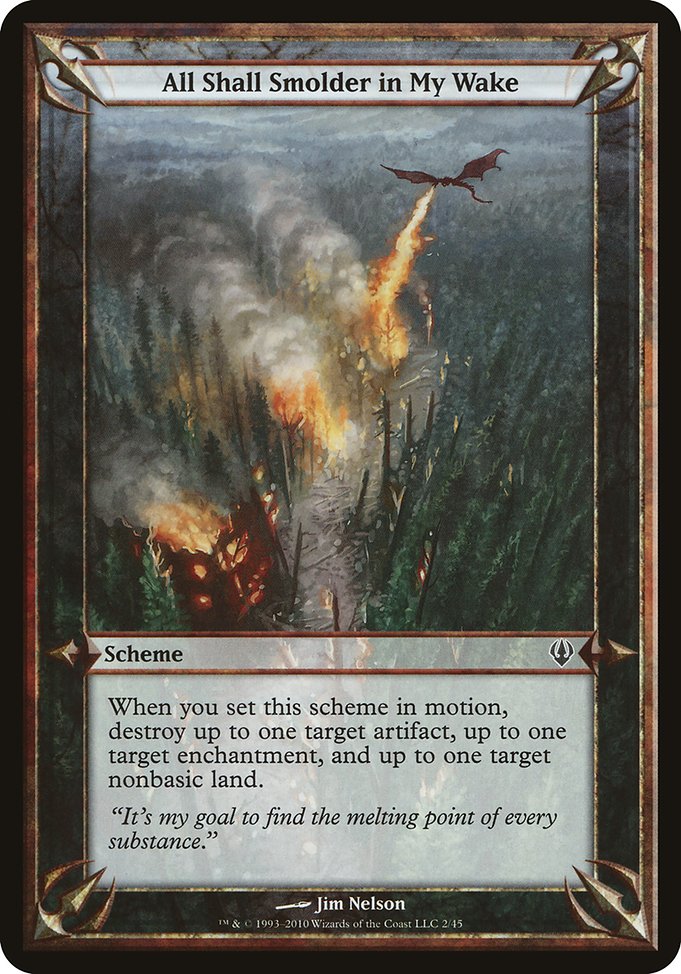 All Shall Smolder in My Wake
Scheme
When you set this scheme in motion,
destroy up to one target artifact, up to one
target enchantment, and up to one target
nonbasic land.
“It’s my goal to find the melting point of every
substance.”
Jim Nelson
™ & © 1993–2010 Wizards of the Coast LLC 2/45